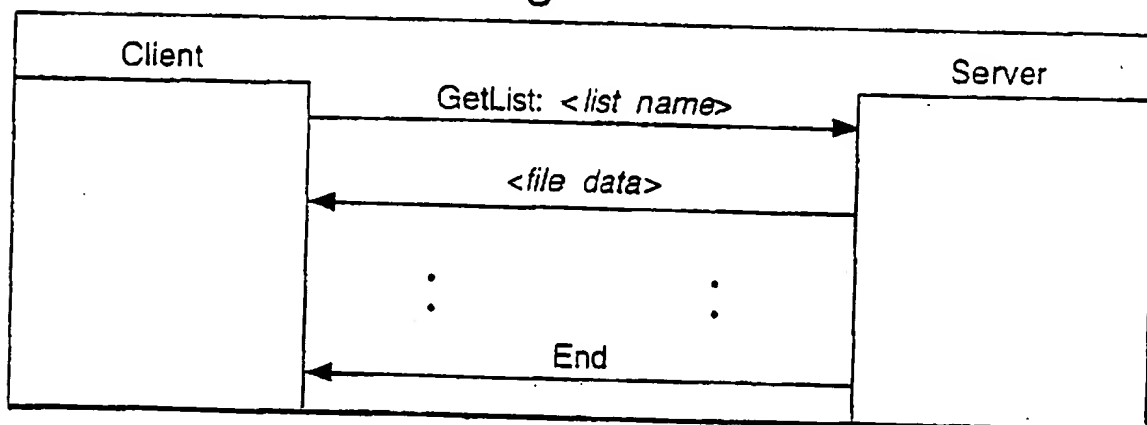 Client
Server
GetList: <list name>
<file data>
End